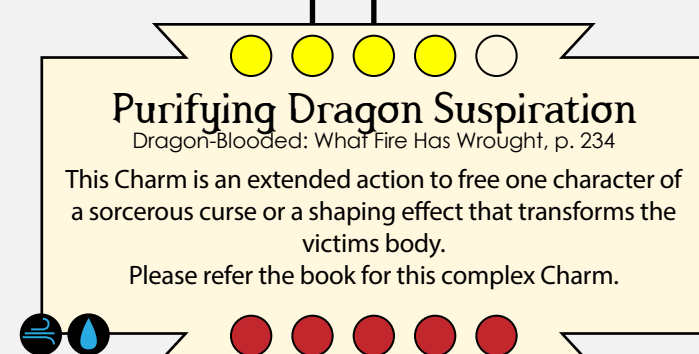 Purifying Dragon Suspiration
Dragon-Blooded: What Fire Has Wrought, p. 234
This Charm is an extended action to free one character of
a sorcerous curse or a shaping effect that transforms the
victims body.
Please refer the book for this complex Charm.